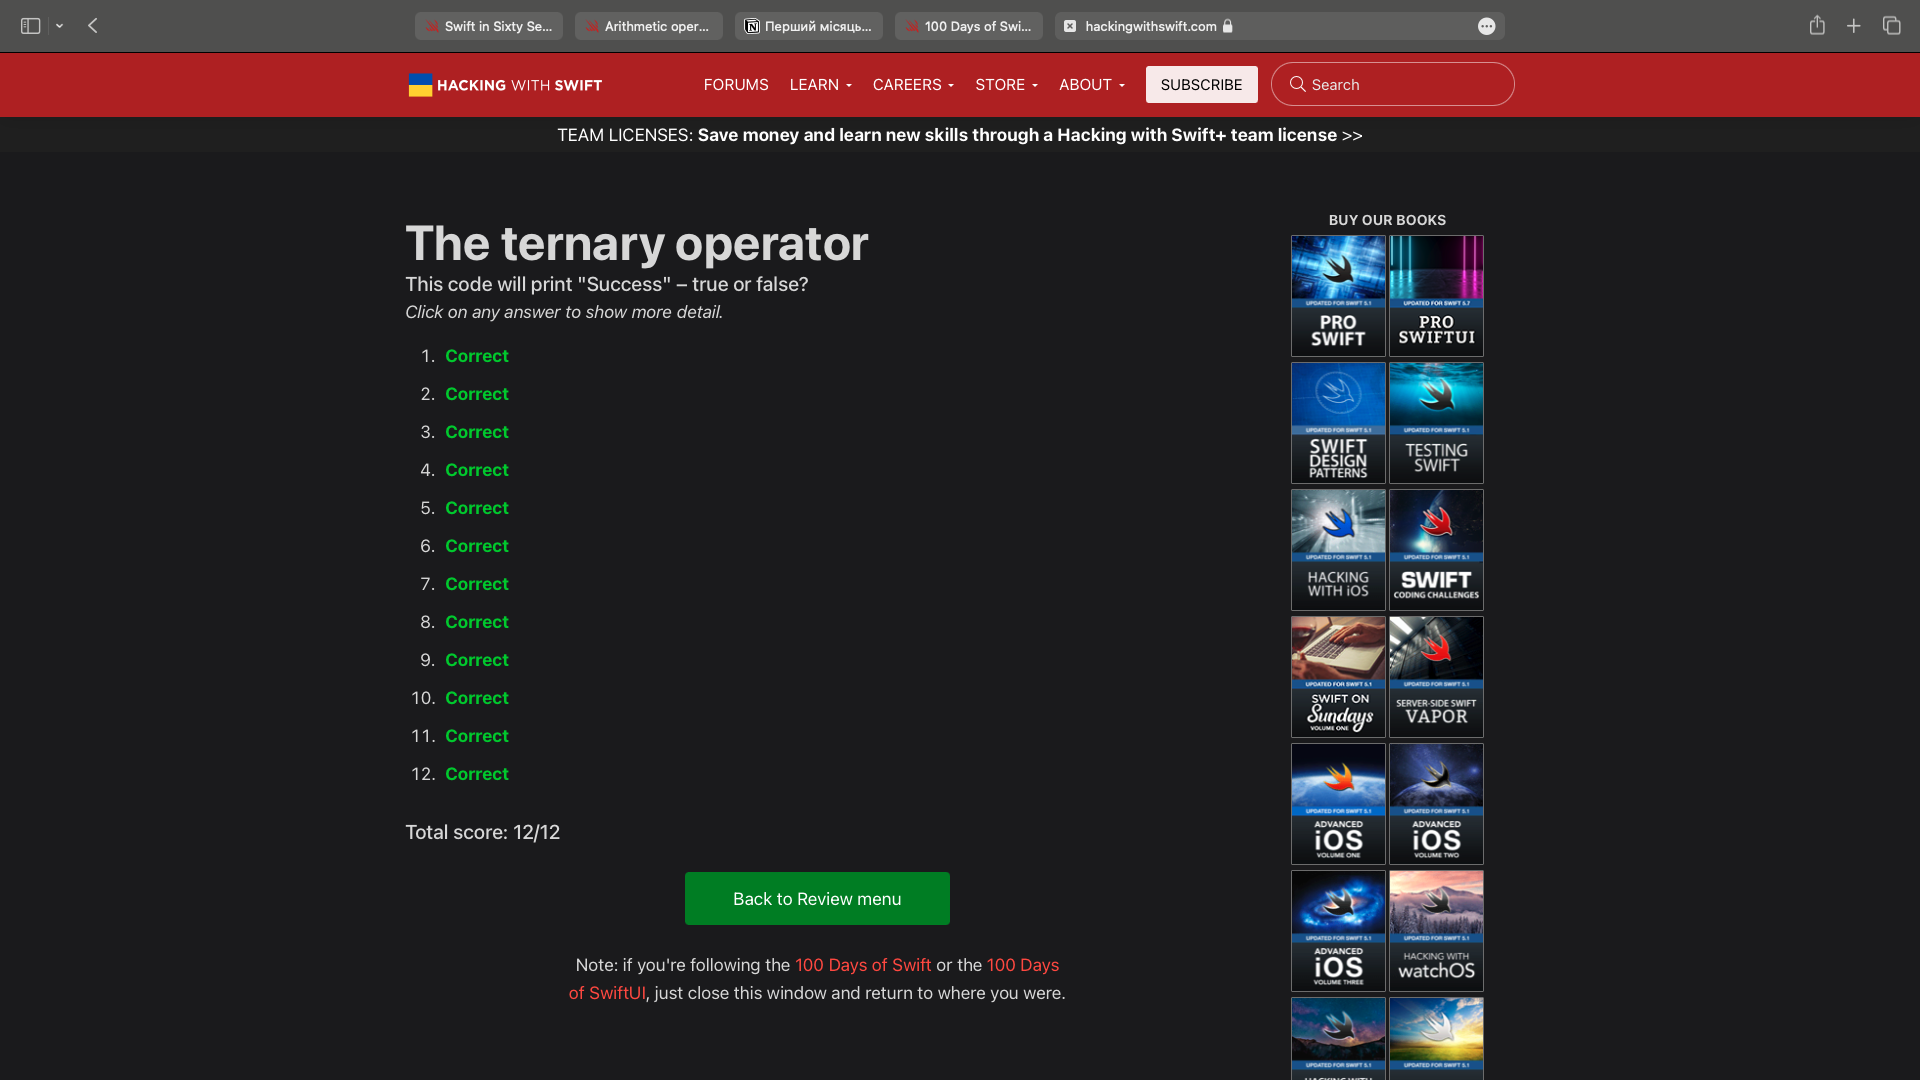 Swift in Sixty Se...
Arithmetic oper...
Перший місяць...
100 Days of Swi...
hackingwithswift.com
HACKING WITH SWIFT
FORUMS
LEARN
CAREERS
STORE
ABOUT
SUBSCRIBE
Search
TEAM LICENSES: Save money and learn new skills through a Hacking with Swift+ team license >>
The ternary operator
This code will print "Success" – true or false?
Click on any answer to show more detail.
1. Correct
2. Correct
3. Correct
4. Correct
5. Correct
6. Correct
7. Correct
8. Correct
9. Correct
10. Correct
11. Correct
12. Correct
Total score: 12/12
Back to Review menu
Note: if you're following the 100 Days of Swift or the 100 Days
of SwiftUI, just close this window and return to where you were.
BUY OUR BOOKS
UPDATED FOR SWIFT 5.1
PRO
SWIFT
UPDATED FOR SWIFT 5.7
PRO
SWIFTUI
UPDATED FOR SWIFT 5.1
SWIFT
DESIGN
PATTERNS
UPDATED FOR SWIFT 5.1
TESTING
SWIFT
UPDATED FOR SWIFT 5.1
HACKING
WITH iOS
UPDATED FOR SWIFT 5.1
SWIFT
CODING CHALLENGES
UPDATED FOR SWIFT 5.1
SWIFT ON
Sundays
VOLUME ONE
UPDATED FOR SWIFT 5.1
SERVER-SIDE SWIFT
VAPOR
UPDATED FOR SWIFT 5.1
ADVANCED
iOS
VOLUME ONE
UPDATED FOR SWIFT 5.1
ADVANCED
iOS
VOLUME TWO
UPDATED FOR SWIFT 5.1
ADVANCED
iOS
VOLUME THREE
UPDATED FOR SWIFT 5.1
HACKING WITH
watchOS
UPDATED FOR SWIFT 5.1
HACKING WITH
UPDATED FOR SWIFT 5.1